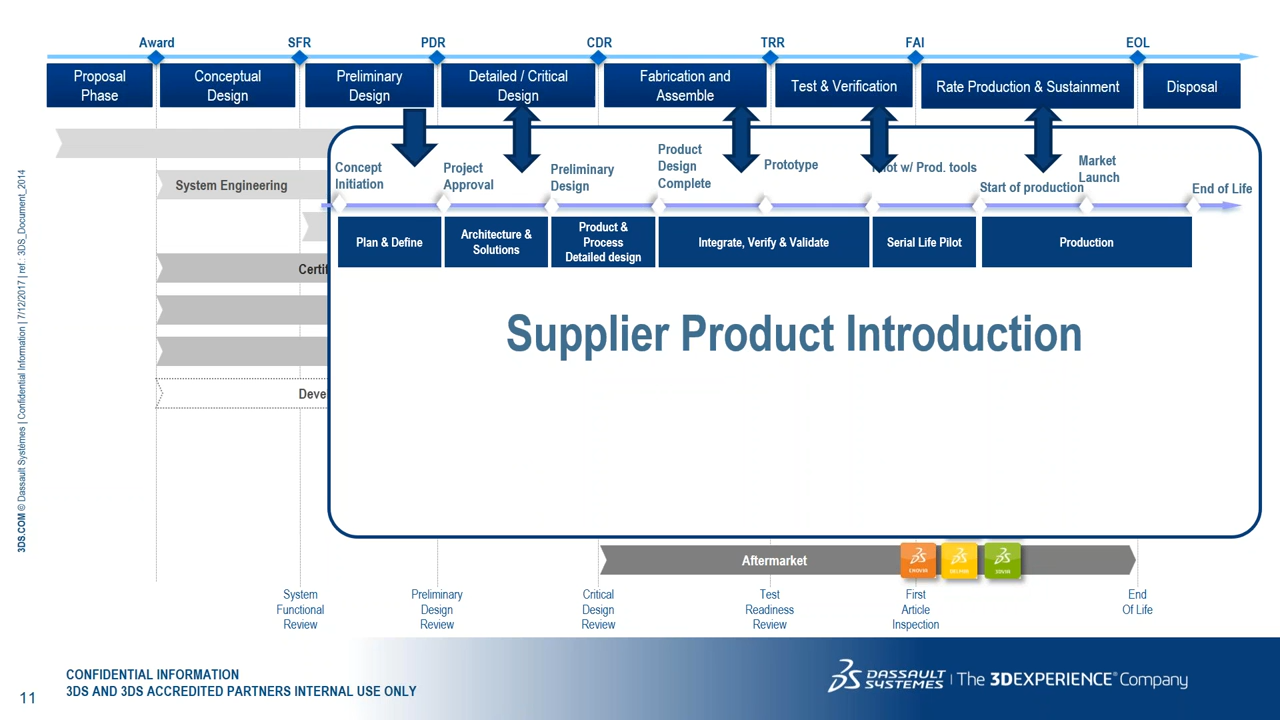 Award
SFR
PDR
CDR
TRR
FAI
EOL
Proposal
Phase
Conceptual
Design
Preliminary
Design
Detailed / Critical
Design
Fabrication and
Assemble
Test & Verification
Rate Production & Sustainment
Disposal
System Engineering
Certif
Deve
Concept
Initiation
Project
Approval
Preliminary
Design
Product
Design
Complete
Prototype
w/ Prod. tools
Start of production
Market
Launch
End of Life
Plan & Define
Architecture &
Solutions
Product &
Process
Detailed design
Integrate, Verify & Validate
Serial Life Pilot
Production
Supplier Product Introduction
Aftermarket
System
Functional
Review
Preliminary
Design
Review
Critical
Design
Review
Test
Readiness
Review
First
Article
Inspection
End
Of Life
3DS.COM © Dassault Systèmes | Confidential Information | 7/12/2017 | ref.: 3DS_Document_2014
11
CONFIDENTIAL INFORMATION
3DS AND 3DS ACCREDITED PARTNERS INTERNAL USE ONLY
DASSAULT
SYSTEMES
| The 3DEXPERIENCE® Company